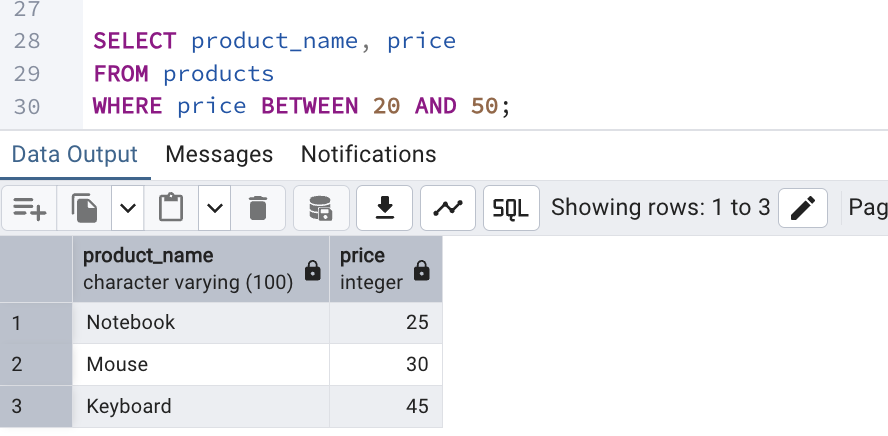 27
28 SELECT product_name, price
29 FROM products
30 WHERE price BETWEEN 20 AND 50;
Data Output Messages Notifications
SQL Showing rows: 1 to 3 Pag
product_name price
character varying (100) integer
1 Notebook 25
2 Mouse 30
3 Keyboard 45